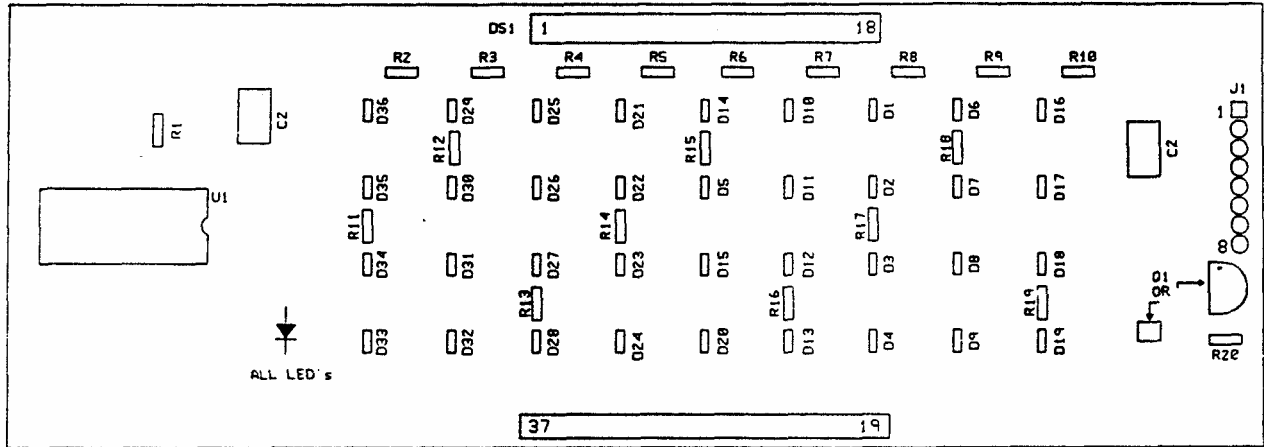 DS1 1 18
R2 R3 R4 R5 R6 R7 R8 R9 R10
J1
1
D36 D29 D25 D21 D14 D10 D1 D6 D16
R1 C2
R12 R15 R18 C2
D35 D30 D26 D22 D5 D11 D2 D7 D17
U1
R11 R14 R17
8
D34 D31 D27 D23 D15 D12 D3 D8 D18
Q1
OR
R13 R16 R19
D33 D32 D28 D24 D20 D13 D4 D9 D19
R20
ALL LED's
37 19